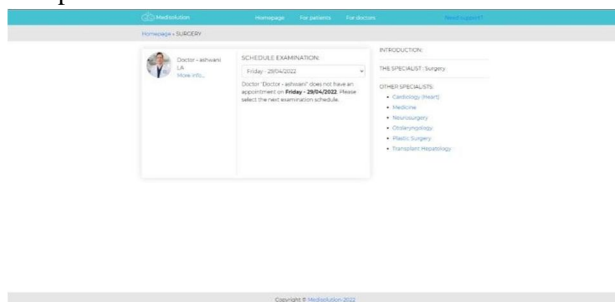 Medisolution Homepage For patients For doctors Need support?
Homepage » SURGERY
Doctor - ashwani
LA
More info...
SCHEDULE EXAMINATION:
Friday - 29/04/2022
Doctor "Doctor - ashwani" does not have an
appointment on Friday - 29/04/2022. Please
select the next examination schedule.
INTRODUCTION:
THE SPECIALIST: Surgery
OTHER SPECIALISTS:
Cardiology (Heart)
Medicine
Neurosurgery
Otolaryngology
Plastic Surgery
Transplant Hepatology
Copyright © Medisolution 2022